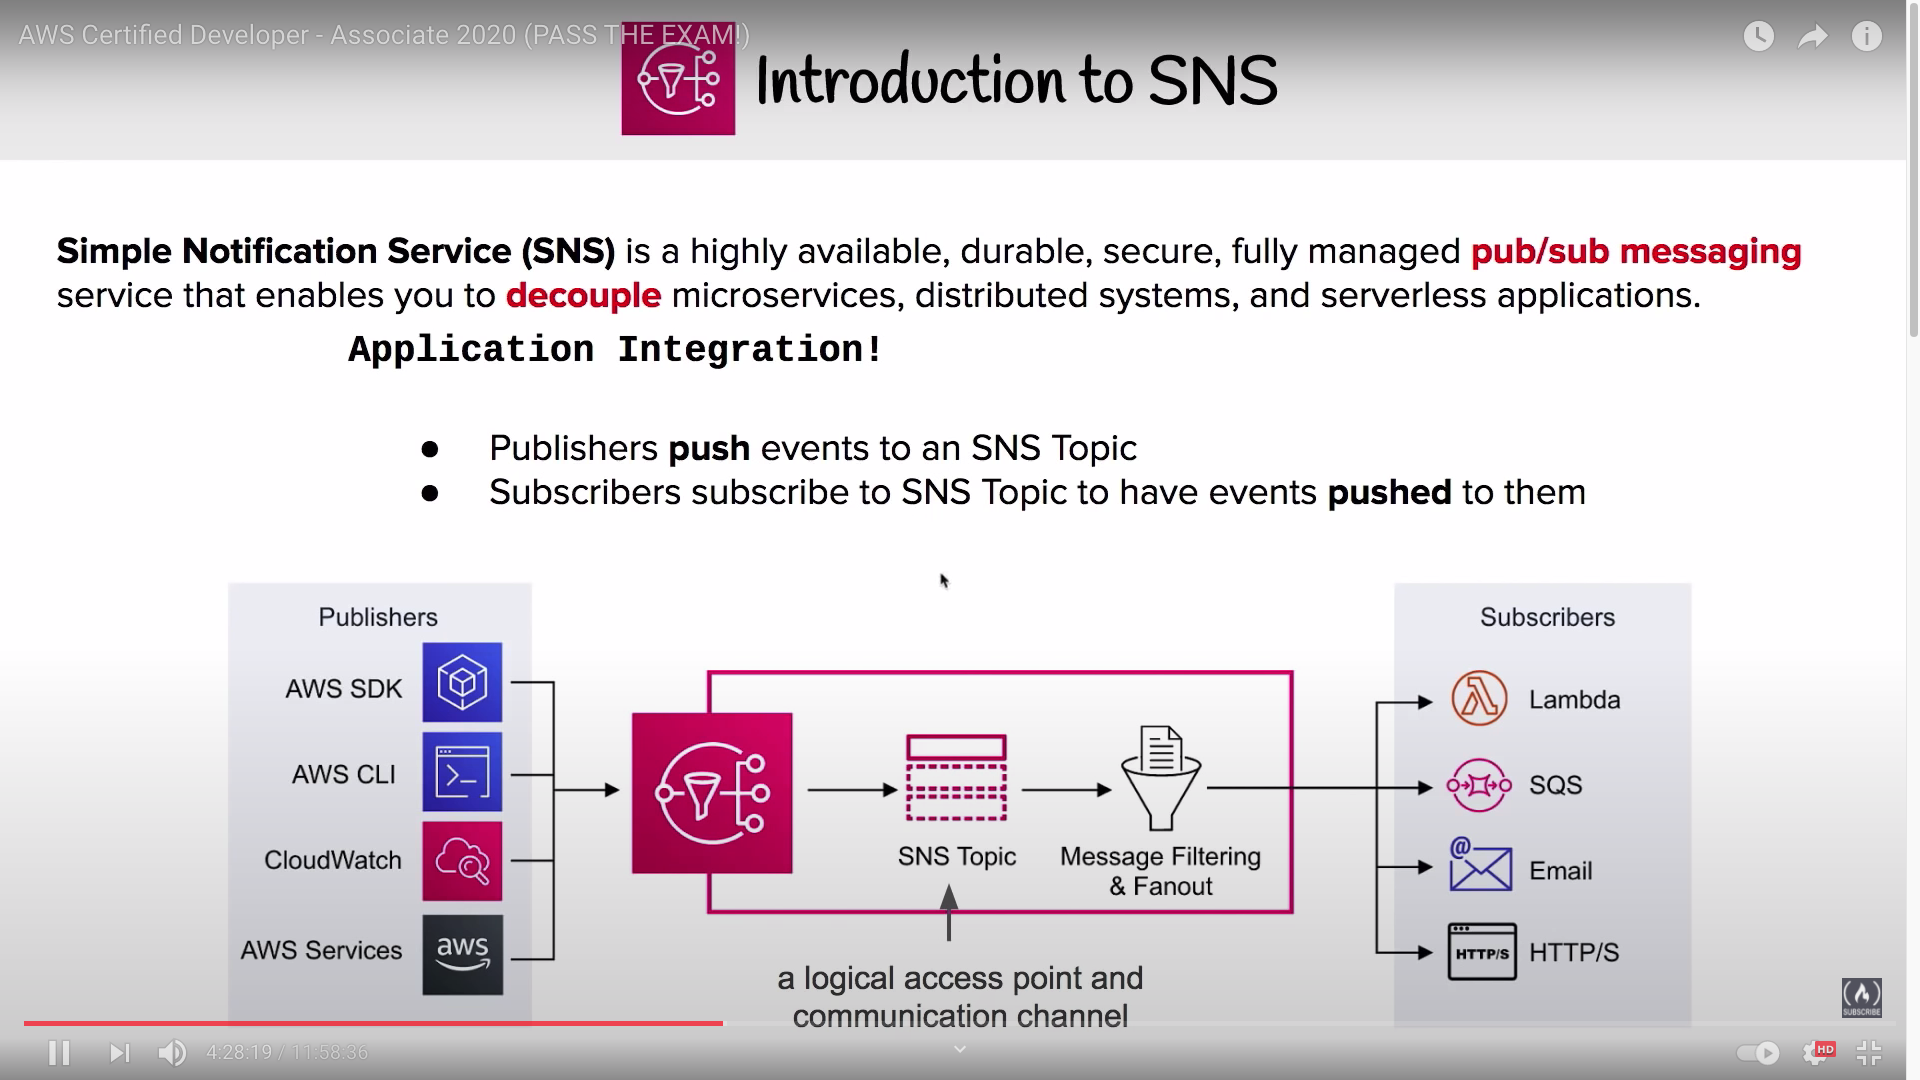 AWS Certified Developer - Associate 2020 (PASS THE EXAM!)
Introduction to SNS
Simple Notification Service (SNS) is a highly available, durable, secure, fully managed pub/sub messaging
service that enables you to decouple microservices, distributed systems, and serverless applications.
Application Integration!
● Publishers push events to an SNS Topic
● Subscribers subscribe to SNS Topic to have events pushed to them
Publishers
AWS SDK
AWS CLI
CloudWatch
AWS Services
aws
SNS Topic
Message Filtering
& Fanout
a logical access point and
communication channel
Subscribers
Lambda
SQS
@
Email
HTTP/S
HTTP/S
SUBSCRIBE
4:28:19 / 11:58:36
HD